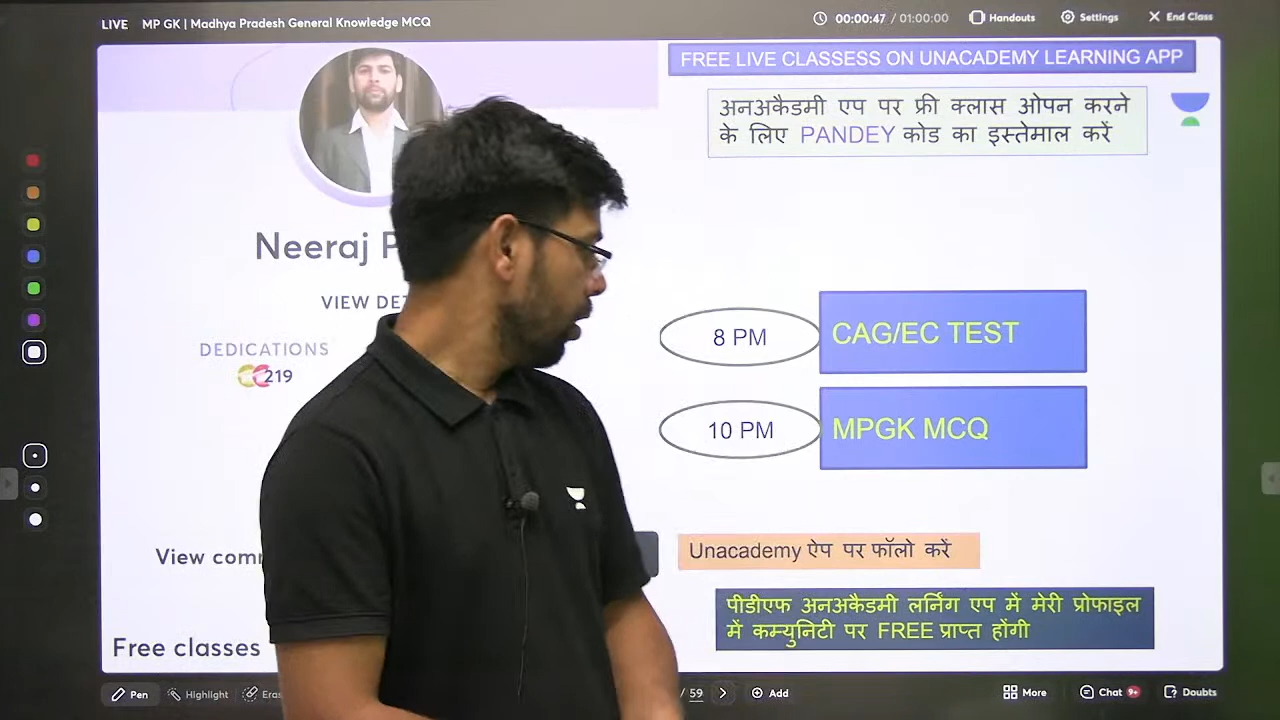 LIVE MP GK | Madhya Pradesh General Knowledge MCQ
00:00:47 / 01:00:00 Handouts Settings End Class
FREE LIVE CLASSESS ON UNACADEMY LEARNING APP
अनअकैडमी एप पर फ्री क्लास ओपन करने
के लिए PANDEY कोड का इस्तेमाल करें
Neeraj
VIEW
DEDICATIONS
219
8 PM CAG/EC TEST
10 PM MPGK MCQ
View
Unacademy ऐप पर फॉलो करें
पीडीएफ अनअकैडमी लर्निंग एप में मेरी प्रोफाइल
में कम्युनिटी पर FREE प्राप्त होंगी
Free classes
Pen Highlight / 59 Add More Chat 9+ Doubts